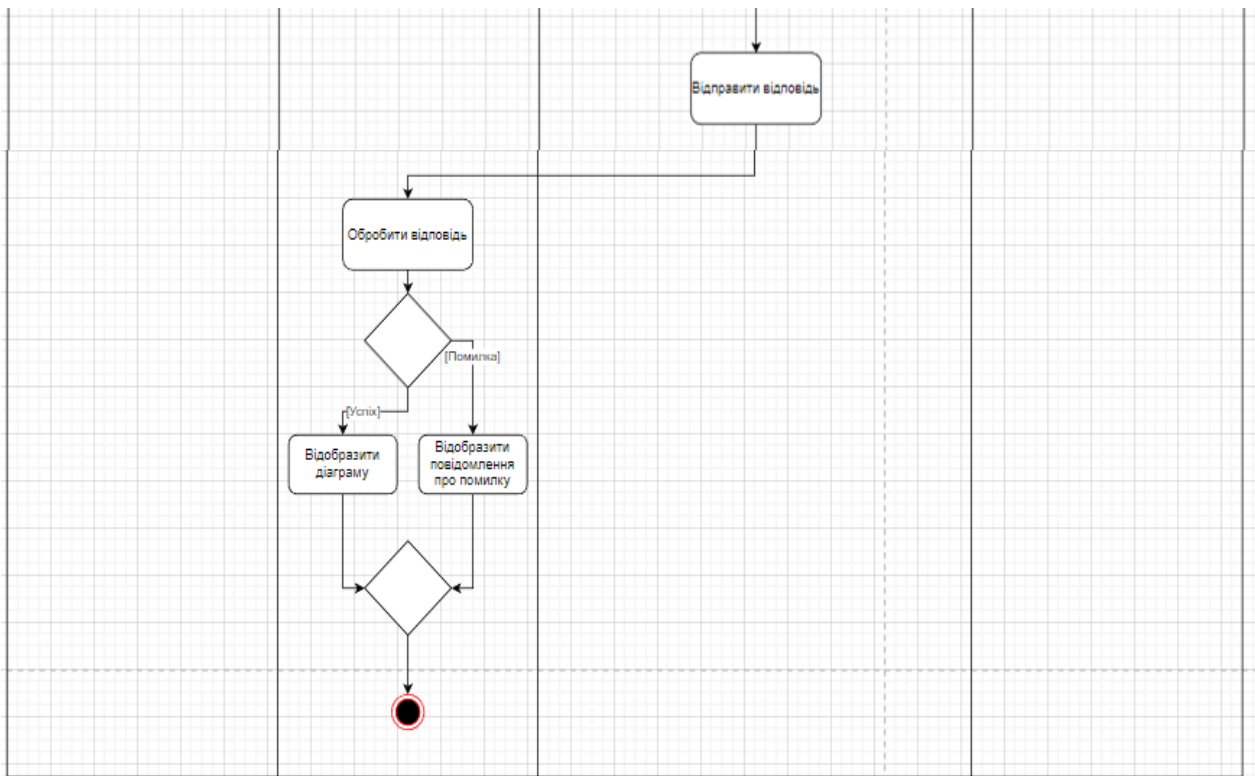 Відправити відповідь
Обробити відповідь
[Помилка]
[Успіх]
Відобразити
діаграму
Відобразити
повідомлення
про помилку